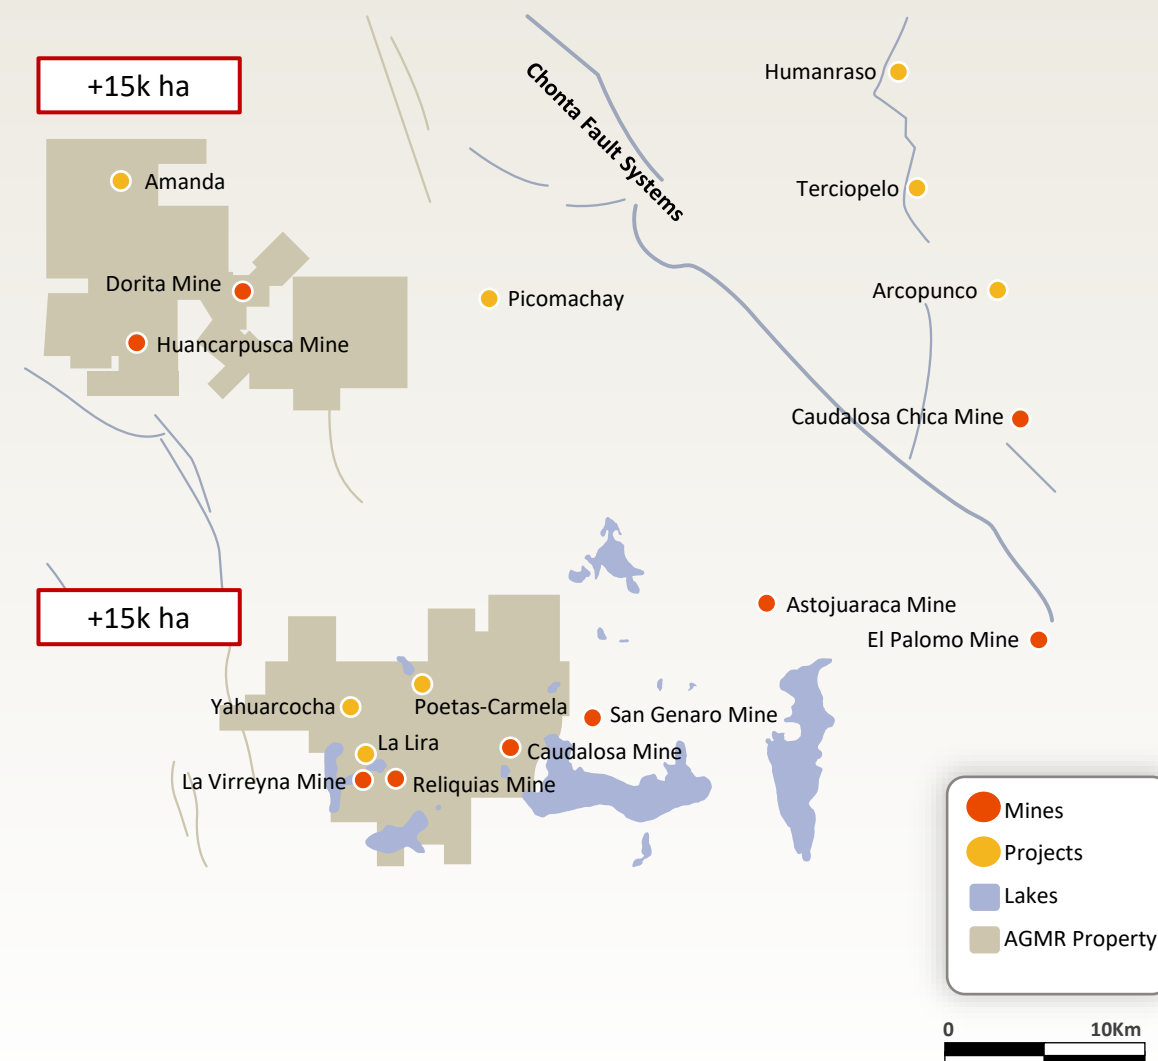 Humanraso
+15k ha
Chonta Fault Systems
Amanda
Terciopelo
Dorita Mine
Picomachay
Arcopunco
Huancarpusca Mine
Caudalosa Chica Mine
+15k ha
Astojuaraca Mine
El Palomo Mine
Yahuarcocha
Poetas-Carmela
San Genaro Mine
La Lira
Caudalosa Mine
La Virreyna Mine
Reliquias Mine
Mines
Projects
Lakes
AGMR Property
0 10Km